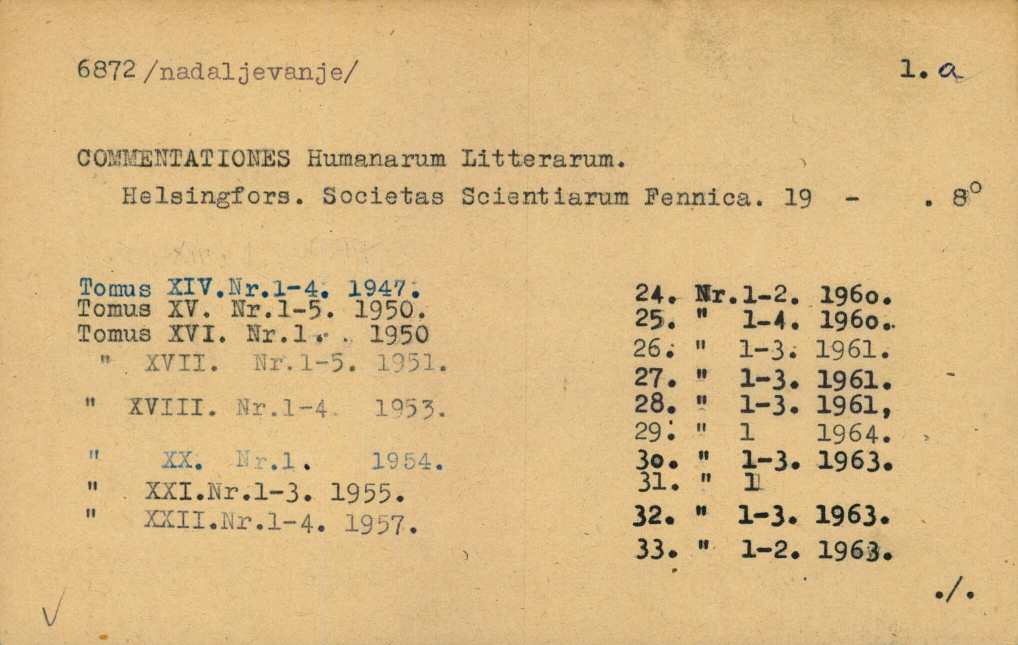 6872 /nadaljevanje/ 1. a
COMMENTATIONES Humanarum Litterarum.
Helsingfors. Societas Scientiarum Fennica. 19 - . 8°
Tomus XIV.Nr.1-4. 1947.
Tomus XV. Nr.1-5. 1950.
Tomus XVI. Nr.1. . 1950
" XVII. Nr.1-5. 1951.
" XVIII. Nr.1-4. 1953.
" XX. Nr.1. 1954.
" XXI.Nr.1-3. 1955.
" XXII.Nr.1-4. 1957.
24. Nr.1-2. 1960.
25. " 1-4. 1960.
26. " 1-3. 1961.
27. " 1-3. 1961.
28. " 1-3. 1961,
29. " 1 1964.
30. " 1-3. 1963.
31. " 1
32. " 1-3. 1963.
33. " 1-2. 1963.
./.